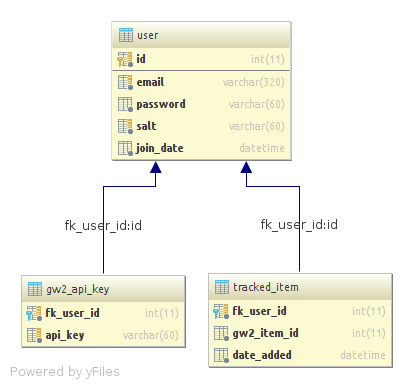 user
id int(11)
email varchar(320)
password varchar(60)
salt varchar(60)
join_date datetime
fk_user_id:id
fk_user_id:id
gw2_api_key
fk_user_id int(11)
api_key varchar(60)
tracked_item
fk_user_id int(11)
gw2_item_id int(11)
date_added datetime
Powered by yFiles